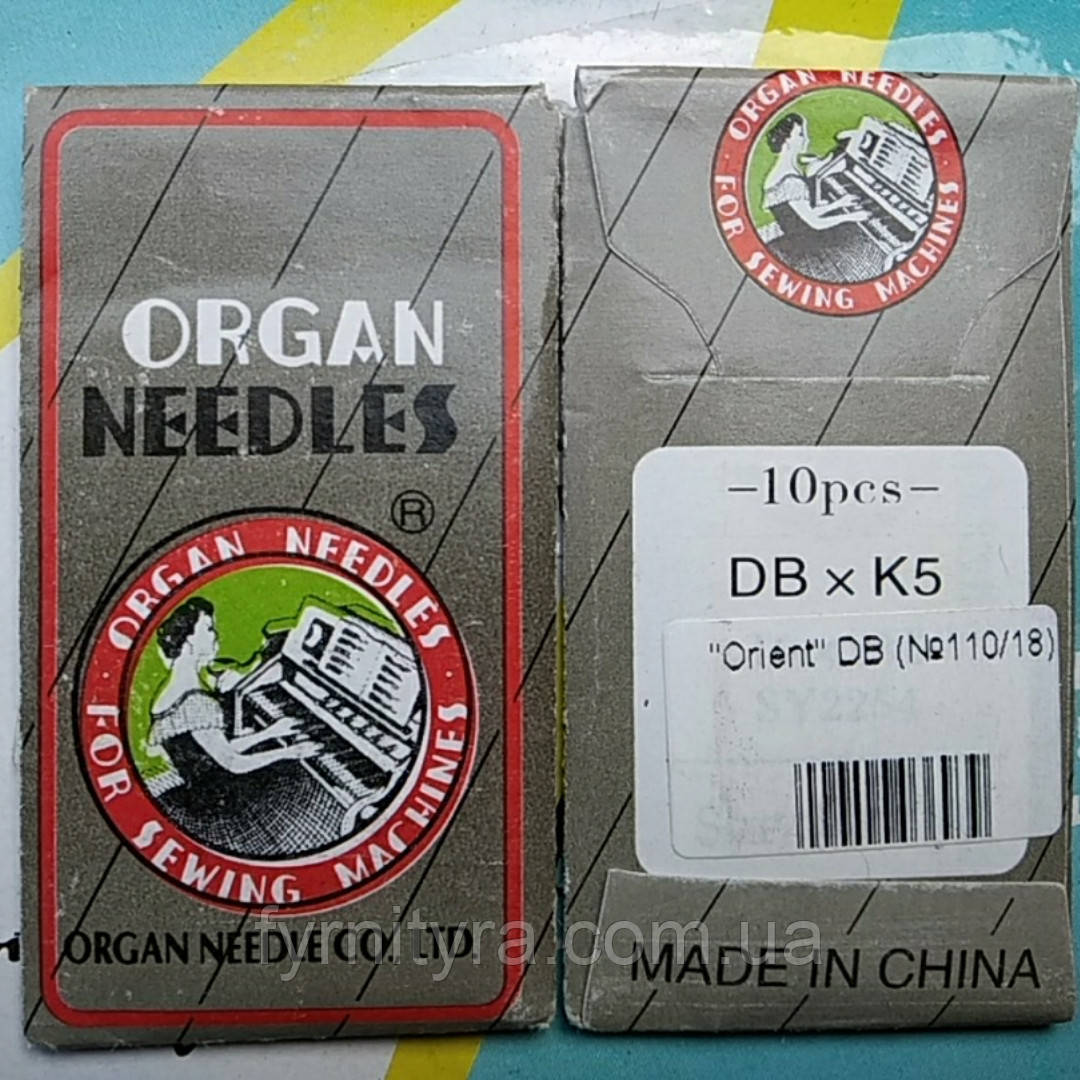 ORGAN
NEEDLES
®
ORGAN NEEDLES
FOR SEWING MACHINES
ORGAN NEEDLE CO. LTD.
ORGAN NEEDLES
FOR SEWING MACHINES
-10pcs-
DB × K5
"Orient" DB (№110/18)
MADE IN CHINA
fyrnityra.com.ua